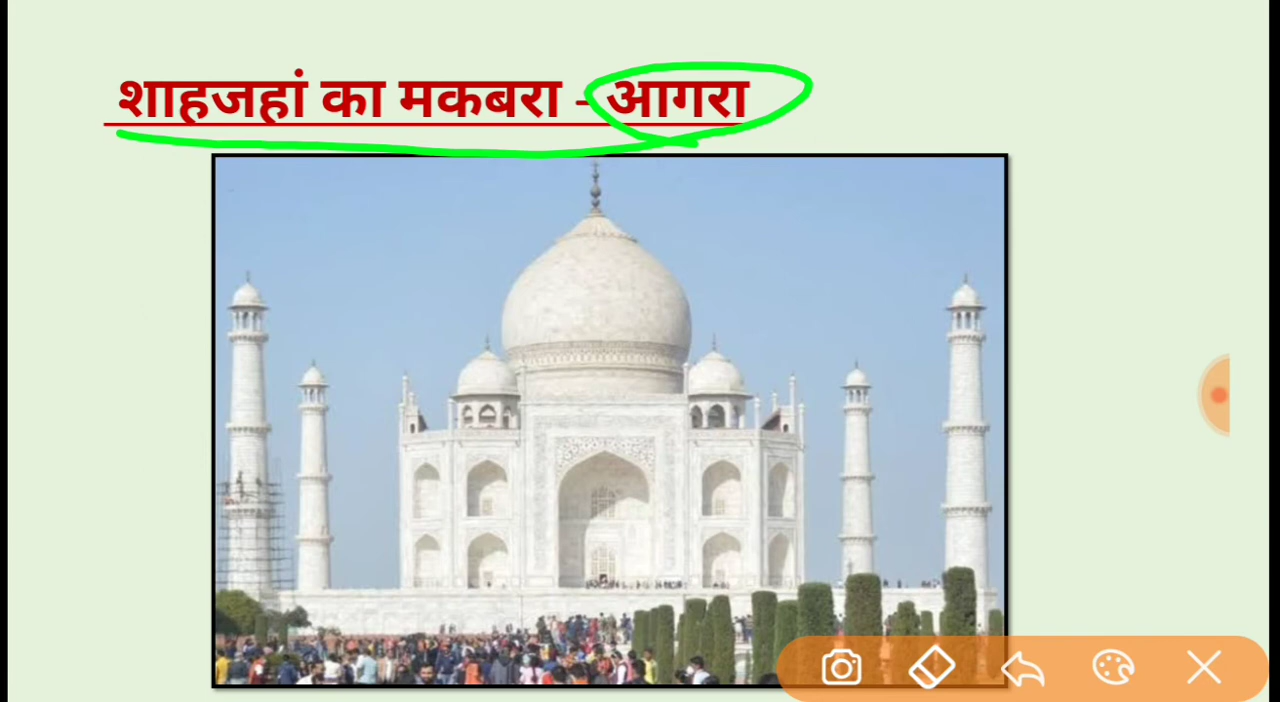 शाहजहां का मकबरा - आगरा